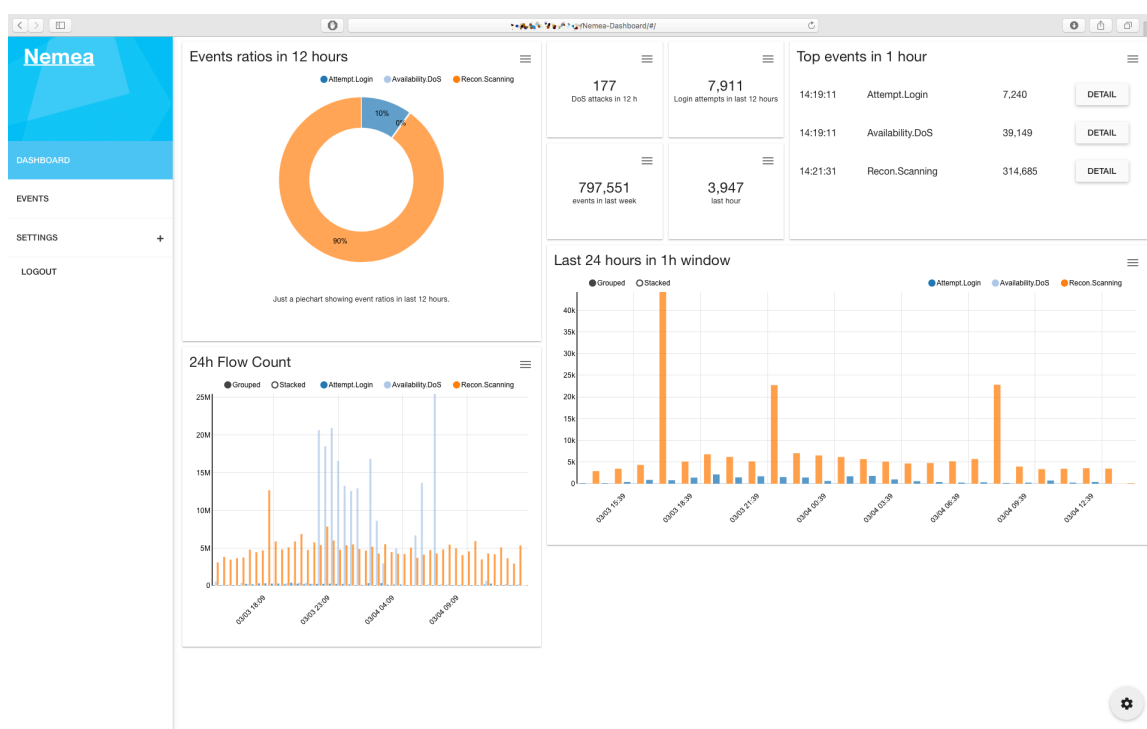 /Nemea-Dashboard/#/
Nemea
DASHBOARD
EVENTS
SETTINGS +
LOGOUT
Events ratios in 12 hours
Attempt.Login Availability.DoS Recon.Scanning
10%
0%
90%
Just a piechart showing event ratios in last 12 hours.
177
DoS attacks in 12 h
7,911
Login attempts in last 12 hours
797,551
events in last week
3,947
last hour
Top events in 1 hour
14:19:11 Attempt.Login 7,240 DETAIL
14:19:11 Availability.DoS 39,149 DETAIL
14:21:31 Recon.Scanning 314,685 DETAIL
24h Flow Count
Grouped Stacked Attempt.Login Availability.DoS Recon.Scanning
25M
20M
15M
10M
5M
0
03/03 18:09 03/03 23:09 03/04 04:09 03/04 09:09
Last 24 hours in 1h window
Grouped Stacked Attempt.Login Availability.DoS Recon.Scanning
40k
35k
30k
25k
20k
15k
10k
5k
0
03/03 15:39 03/03 18:39 03/03 21:39 03/04 00:39 03/04 03:39 03/04 06:39 03/04 09:39 03/04 12:39